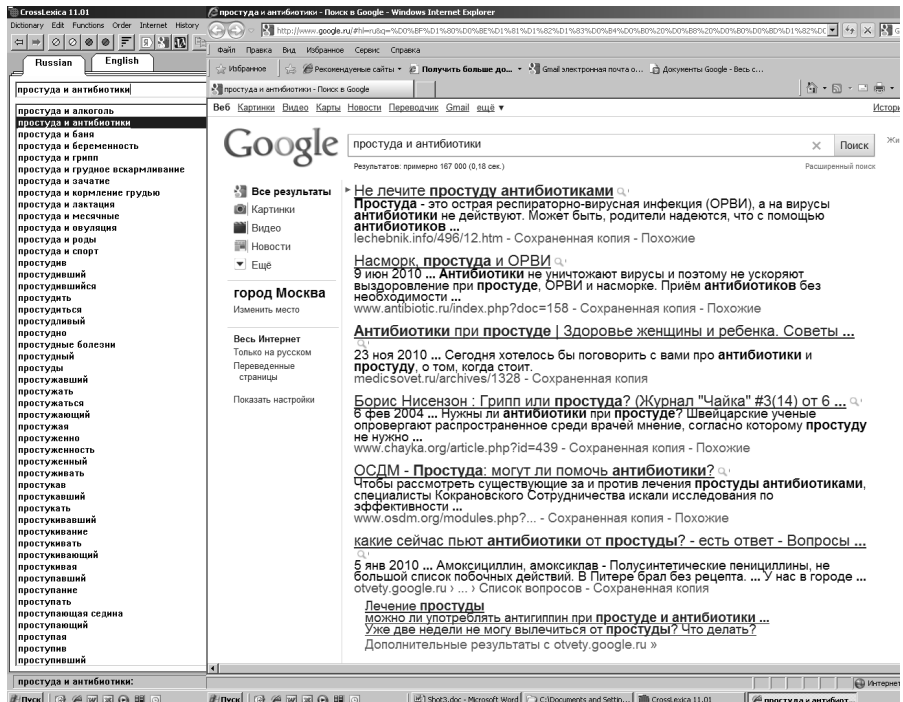 CrossLexica 11.01
Dictionary Edit Functions Order Internet History
Russian
English
простуда и антибиотики
простуда и алкоголь
простуда и антибиотики
простуда и баня
простуда и беременность
простуда и грипп
простуда и грудное вскармливание
простуда и зачатие
простуда и кормление грудью
простуда и лактация
простуда и месячные
простуда и овуляция
простуда и роды
простуда и спорт
простудив
простудивший
простудившийся
простудить
простудиться
простудливый
простудно
простудные болезни
простудный
простуды
простужавший
простужать
простужаться
простужающий
простужая
простуженно
простуженность
простуженный
простуживать
простукав
простукавший
простукать
простукивавший
простукивание
простукивать
простукивающий
простукивая
проступавший
проступание
проступать
проступающая седина
проступающий
проступая
проступив
проступивший
простуда и антибиотики:
простуда и антибиотики - Поиск в Google - Windows Internet Explorer
Файл Правка Вид Избранное Сервис Справка
Избранное
Рекомендуемые сайты
Получить больше до...
Gmail электронная почта о...
Документы Google - Весь с...
простуда и антибиотики - Поиск в Google
Веб Картинки Видео Карты Новости Переводчик Gmail ещё ▼
Google
простуда и антибиотики
Поиск
Результатов: примерно 167 000 (0,18 сек.)
Расширенный поиск
Все результаты
Картинки
Видео
Новости
Ещё
город Москва
Изменить место
Весь Интернет
Только на русском
Переведенные
страницы
Показать настройки
Не лечите простуду антибиотиками
Простуда - это острая респираторно-вирусная инфекция (ОРВИ), а на вирусы
антибиотики не действуют. Может быть, родители надеются, что с помощью
антибиотиков ...
lechebnik.info/496/12.htm - Сохраненная копия - Похожие
Насморк, простуда и ОРВИ
9 июн 2010 ... Антибиотики не уничтожают вирусы и поэтому не ускоряют
выздоровление при простуде, ОРВИ и насморке. Приём антибиотиков без
необходимости ...
www.antibiotic.ru/index.php?doc=158 - Сохраненная копия - Похожие
Антибиотики при простуде | Здоровье женщины и ребенка. Советы ...
23 ноя 2010 ... Сегодня хотелось бы поговорить с вами про антибиотики и
простуду, о том, когда стоит.
medicsovet.ru/archives/1328 - Сохраненная копия
Борис Нисензон : Грипп или простуда? (Журнал "Чайка" #3(14) от 6 ...
6 фев 2004 ... Нужны ли антибиотики при простуде? Швейцарские ученые
опровергают распространенное среди врачей мнение, согласно которому простуду
не нужно ...
www.chayka.org/article.php?id=439 - Сохраненная копия - Похожие
ОСДМ - Простуда: могут ли помочь антибиотики?
Чтобы рассмотреть существующие за и против лечения простуды антибиотиками,
специалисты Кокрановского Сотрудничества искали исследования по
эффективности ...
www.osdm.org/modules.php?... - Сохраненная копия - Похожие
какие сейчас пьют антибиотики от простуды? - есть ответ - Вопросы ...
5 янв 2010 ... Амоксициллин, амоксиклав - Полусинтетические пенициллины, не
большой список побочных действий. В Питере брал без рецепта. ... У нас в городе ...
otvety.google.ru › ... › Список вопросов - Сохраненная копия
Лечение простуды
можно ли употреблять антигиппин при простуде и антибиотики ...
Уже две недели не могу вылечиться от простуды? Что делать?
Дополнительные результаты с otvety.google.ru »
Интернет
Пуск
Пуск
Shot3.doc - Microsoft Word
C:\Documents and Settin...
CrossLexica 11.01
простуда и антибиот...